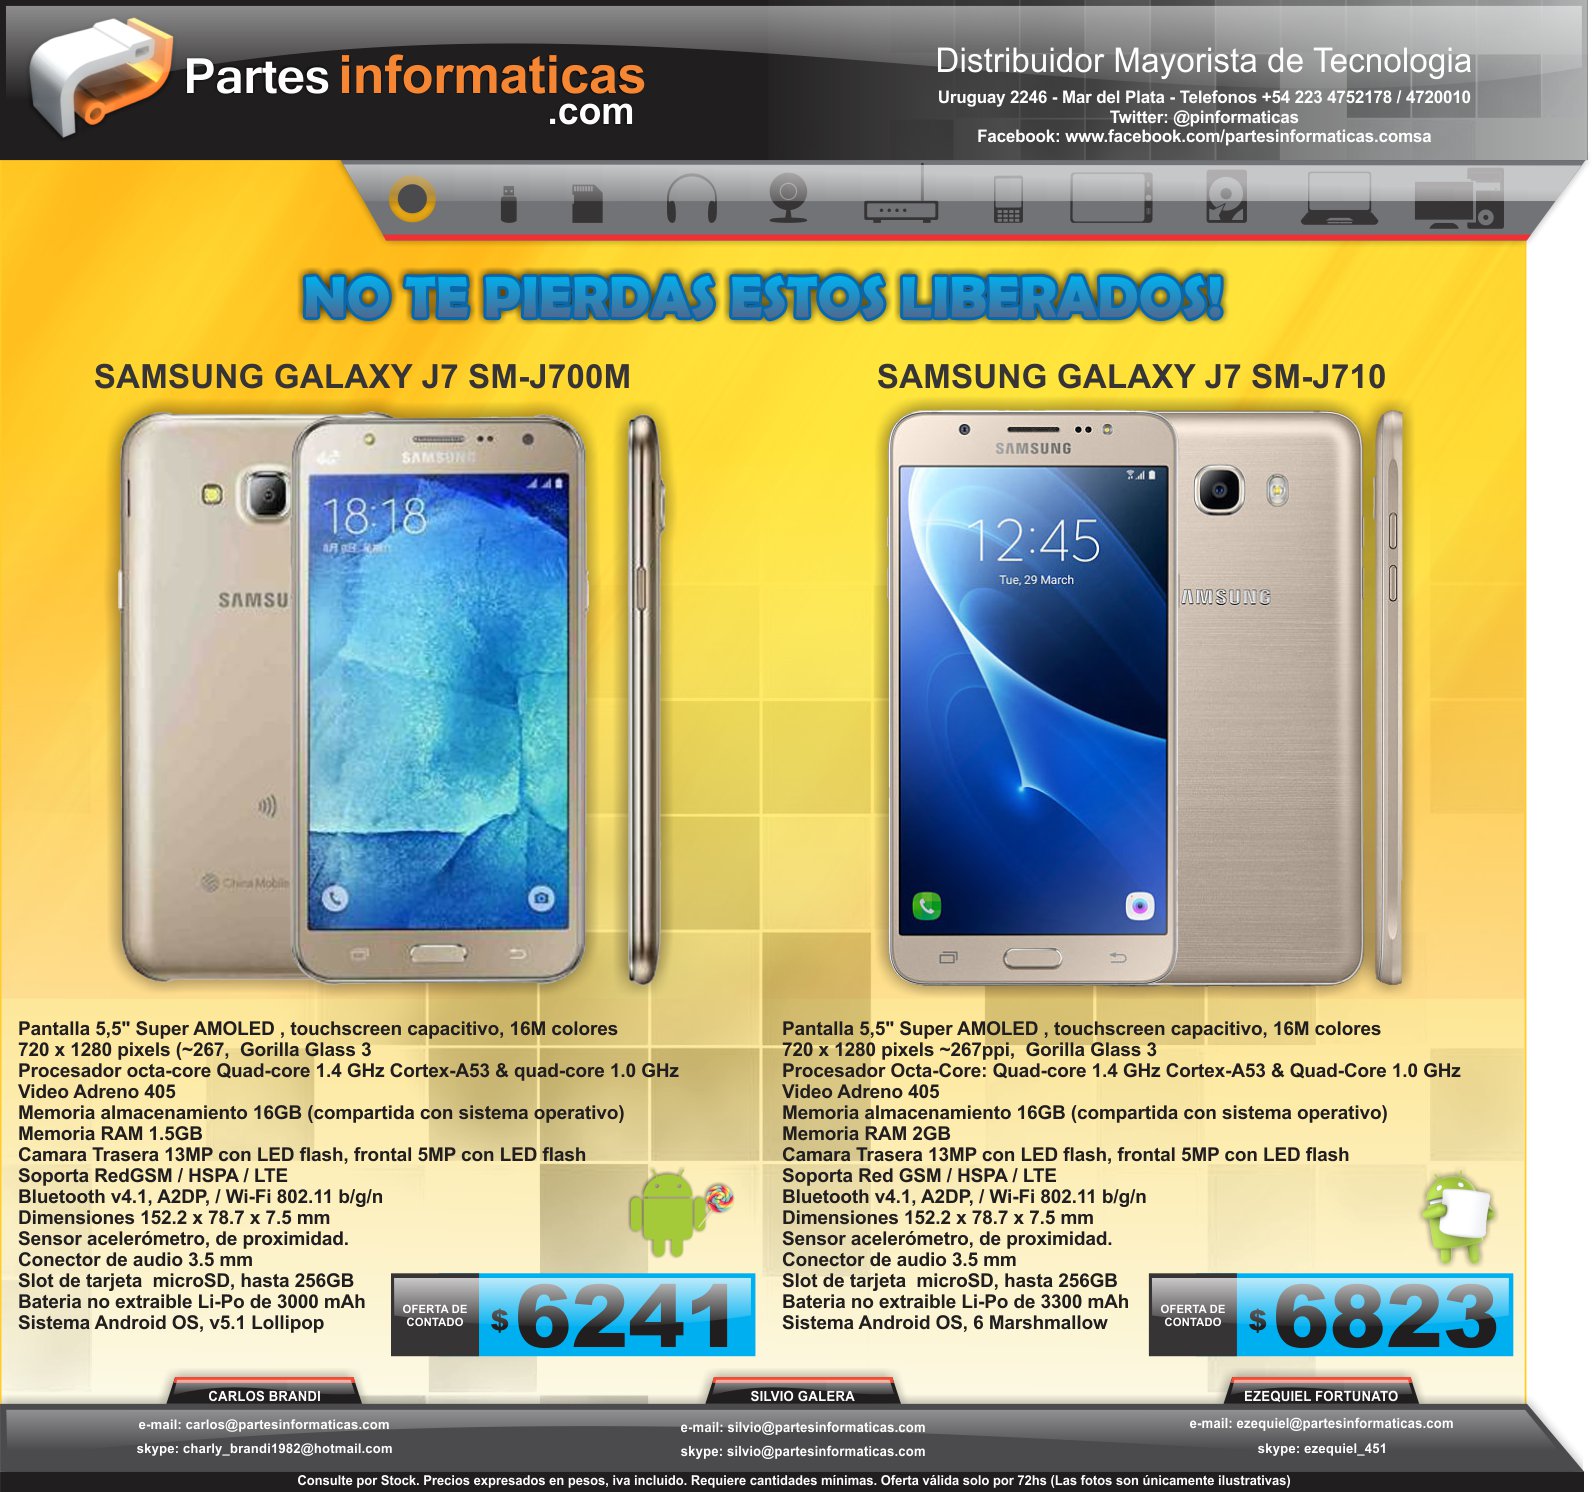 Partes informaticas
.com
Distribuidor Mayorista de Tecnologia
Uruguay 2246 - Mar del Plata - Telefonos +54 223 4752178 / 4720010
Twitter: @pinformaticas
Facebook: www.facebook.com/partesinformaticas.comsa
NO TE PIERDAS ESTOS LIBERADOS!
SAMSUNG GALAXY J7 SM-J700M
SAMSUNG
18:18
SAMSU
China Mobile
Pantalla 5,5" Super AMOLED , touchscreen capacitivo, 16M colores
720 x 1280 pixels (~267,  Gorilla Glass 3
Procesador octa-core Quad-core 1.4 GHz Cortex-A53 & quad-core 1.0 GHz
Video Adreno 405
Memoria almacenamiento 16GB (compartida con sistema operativo)
Memoria RAM 1.5GB
Camara Trasera 13MP con LED flash, frontal 5MP con LED flash
Soporta RedGSM / HSPA / LTE
Bluetooth v4.1, A2DP, / Wi-Fi 802.11 b/g/n
Dimensiones 152.2 x 78.7 x 7.5 mm
Sensor acelerómetro, de proximidad.
Conector de audio 3.5 mm
Slot de tarjeta  microSD, hasta 256GB
Bateria no extraible Li-Po de 3000 mAh
Sistema Android OS, v5.1 Lollipop
OFERTA DE
CONTADO
$ 6241
SAMSUNG GALAXY J7 SM-J710
SAMSUNG
12:45
Tue, 29 March
AMSUNG
Pantalla 5,5" Super AMOLED , touchscreen capacitivo, 16M colores
720 x 1280 pixels ~267ppi,  Gorilla Glass 3
Procesador Octa-Core: Quad-core 1.4 GHz Cortex-A53 & Quad-Core 1.0 GHz
Video Adreno 405
Memoria almacenamiento 16GB (compartida con sistema operativo)
Memoria RAM 2GB
Camara Trasera 13MP con LED flash, frontal 5MP con LED flash
Soporta Red GSM / HSPA / LTE
Bluetooth v4.1, A2DP, / Wi-Fi 802.11 b/g/n
Dimensiones 152.2 x 78.7 x 7.5 mm
Sensor acelerómetro, de proximidad.
Conector de audio 3.5 mm
Slot de tarjeta  microSD, hasta 256GB
Bateria no extraible Li-Po de 3300 mAh
Sistema Android OS, 6 Marshmallow
OFERTA DE
CONTADO
$ 6823
CARLOS BRANDI
e-mail: carlos@partesinformaticas.com
skype: charly_brandi1982@hotmail.com
SILVIO GALERA
e-mail: silvio@partesinformaticas.com
skype: silvio@partesinformaticas.com
EZEQUIEL FORTUNATO
e-mail: ezequiel@partesinformaticas.com
skype: ezequiel_451
Consulte por Stock. Precios expresados en pesos, iva incluido. Requiere cantidades mínimas. Oferta válida solo por 72hs (Las fotos son únicamente ilustrativas)